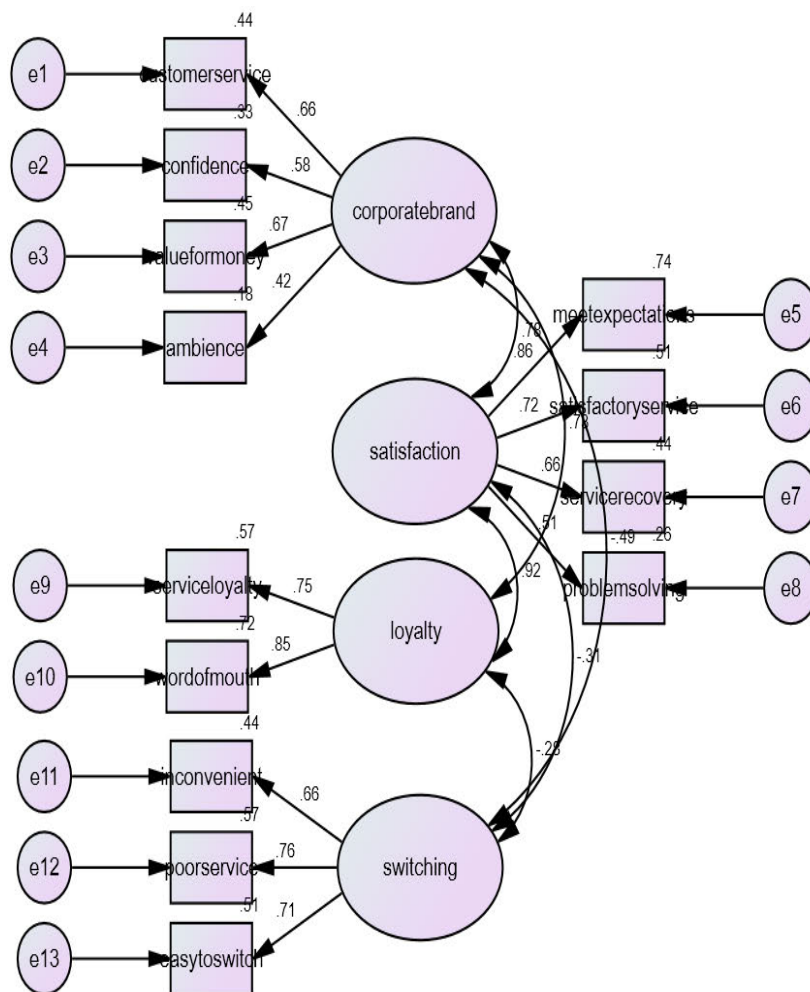 .44
e1
customerservice
.66
.33
e2
confidence
.58
.45
corporatebrand
e3
valueformoney
.67
.18
.42
e4
ambience
.74
meetexpectations
e5
.78
.86
.51
satisfactoryservice
e6
.72
.44
satisfaction
.66
servicerecovery
e7
.51
-.49
.26
.92
problemsolving
e8
.57
e9
serviceloyalty
.75
.72
loyalty
.85
e10
wordofmouth
-.31
.44
-.28
e11
inconvenient
.66
.57
e12
poorservice
.76
switching
.51
.71
e13
easytoswitch